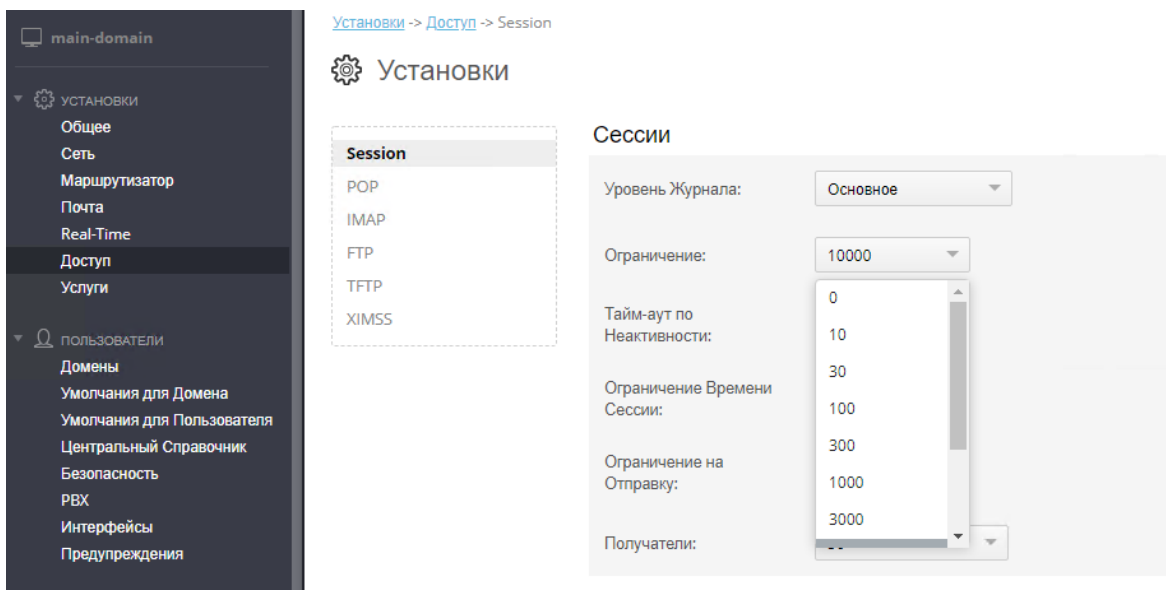 main-domain
УСТАНОВКИ
Общее
Сеть
Маршрутизатор
Почта
Real-Time
Доступ
Услуги
ПОЛЬЗОВАТЕЛИ
Домены
Умолчания для Домена
Умолчания для Пользователя
Центральный Справочник
Безопасность
PBX
Интерфейсы
Предупреждения
Установки -> Доступ -> Session
Установки
Session
POP
IMAP
FTP
TFTP
XIMSS
Сессии
Уровень Журнала: Основное
Ограничение: 10000
0
10
30
100
300
1000
3000
Тайм-аут по
Неактивности:
Ограничение Времени
Сессии:
Ограничение на
Отправку:
Получатели: